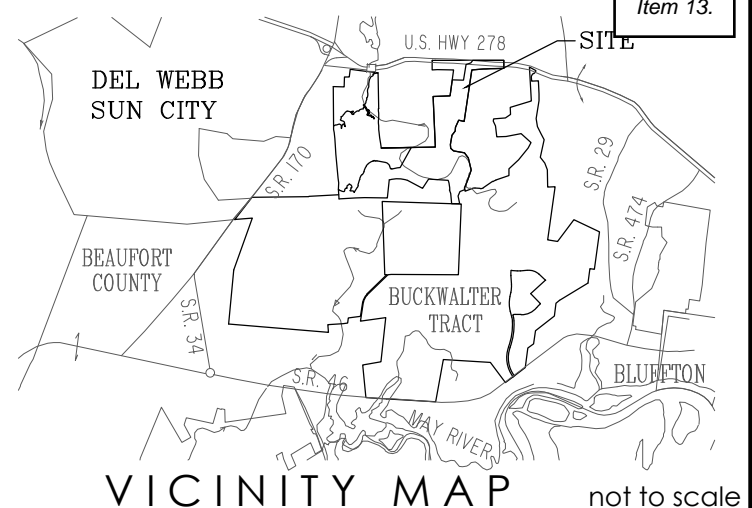 Item 13.
U.S. HWY 278
SITE
DEL WEBB
SUN CITY
S.R. 170
S.R. 29
S.R. 474
BEAUFORT
COUNTY
S.R. 34
BUCKWALTER
TRACT
S.R. 46
BLUFFTON
MAY RIVER
VICINITY MAP
not to scale